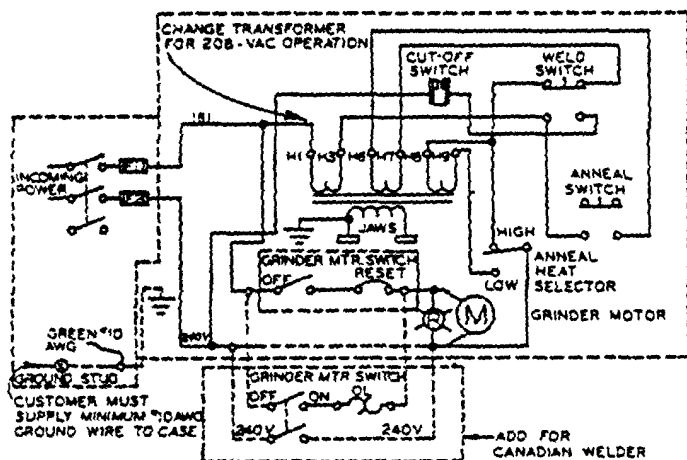 CHANGE TRANSFORMER
FOR 208-VAC OPERATION
CUT-OFF
SWITCH
WELD
SWITCH
181
H1 H3 H6 H7 H8 H9
INCOMING
POWER
ANNEAL
SWITCH
JAWS
HIGH
LOW
ANNEAL
HEAT
SELECTOR
GRINDER MTR. SWITCH
OFF
RESET
R
M
GRINDER MOTOR
GREEN #10
AWG
240V
GROUND STUD
CUSTOMER MUST
SUPPLY MINIMUM #10 AWG
GROUND WIRE TO CASE
GRINDER MTR SWITCH
OFF
ON
OL
240V
240V
ADD FOR
CANADIAN WELDER